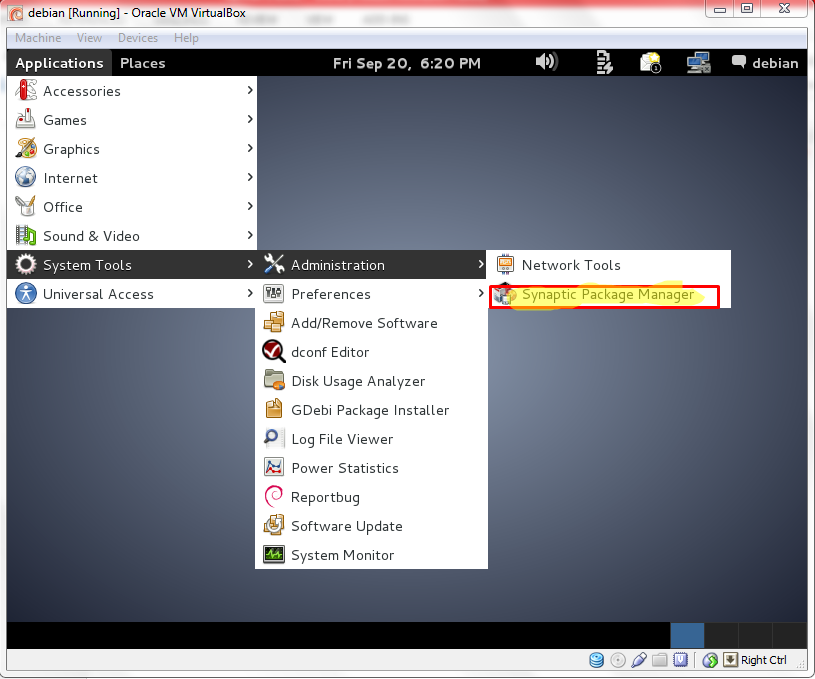 debian [Running] - Oracle VM VirtualBox
Machine View Devices Help
Applications Places Fri Sep 20, 6:20 PM 1 debian
Accessories
Games
Graphics
Internet
Office
Sound & Video
System Tools Administration Network Tools
Universal Access Preferences Synaptic Package Manager
Add/Remove Software
dconf Editor
Disk Usage Analyzer
GDebi Package Installer
Log File Viewer
Power Statistics
Reportbug
Software Update
System Monitor
Right Ctrl